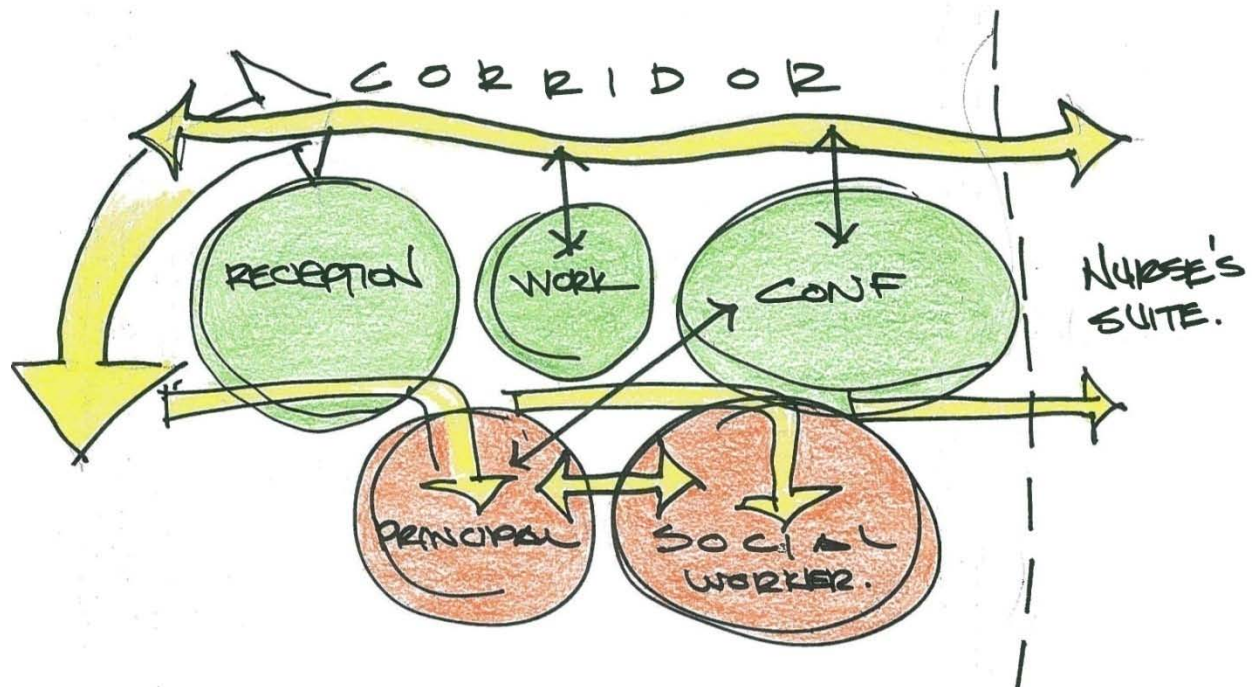 CORRIDOR
RECEPTION
WORK
CONF
NURSE'S
SUITE.
PRINCIPAL
SOCIAL
WORKER.